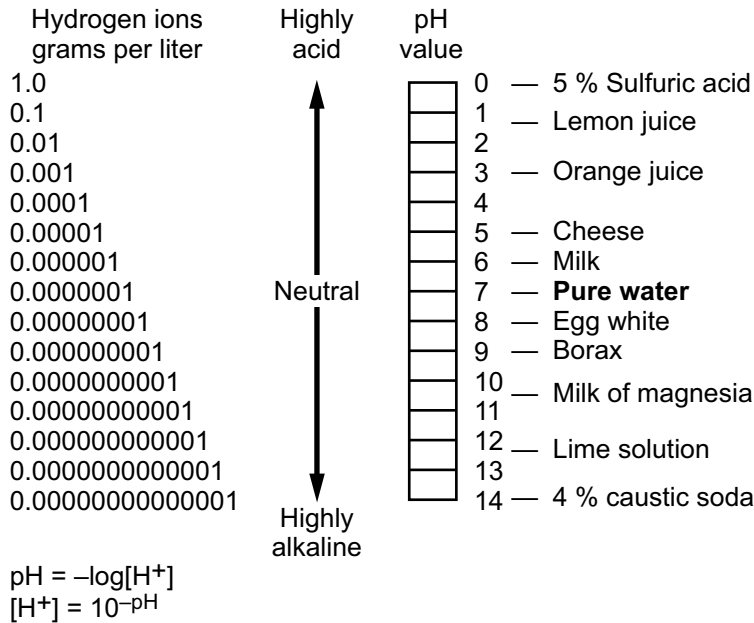 Hydrogen ions
grams per liter
Highly
acid
pH
value
1.0
0 — 5 % Sulfuric acid
0.1
1
— Lemon juice
0.01
2
0.001
3 — Orange juice
0.0001
4
0.00001
5 — Cheese
0.000001
6 — Milk
0.0000001
Neutral
7 — Pure water
0.00000001
8 — Egg white
0.000000001
9 — Borax
0.0000000001
10
— Milk of magnesia
0.00000000001
11
0.000000000001
12
— Lime solution
0.0000000000001
13
0.00000000000001
14 — 4 % caustic soda
Highly
alkaline
pH = –log[H⁺]
[H⁺] = 10⁻ᵖᴴ